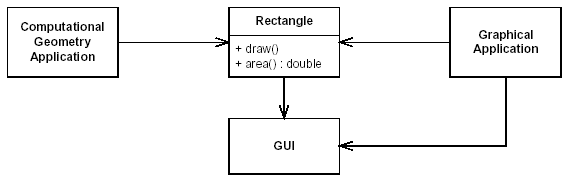 Computational
Geometry
Application
Rectangle
+ draw()
+ area() : double
Graphical
Application
GUI